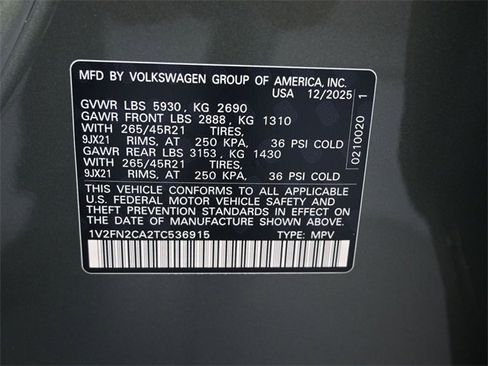 MFD BY VOLKSWAGEN GROUP OF AMERICA, INC.
USA 12/2025
GVWR LBS 5930 , KG 2690
GAWR FRONT LBS 2888 , KG 1310
WITH 265/45R21 TIRES,
9JX21 RIMS, AT 250 KPA, 36 PSI COLD
GAWR REAR LBS 3153 , KG 1430
WITH 265/45R21 TIRES,
9JX21 RIMS, AT 250 KPA, 36 PSI COLD
THIS VEHICLE CONFORMS TO ALL APPLICABLE
U.S. FEDERAL MOTOR VEHICLE SAFETY AND
THEFT PREVENTION STANDARDS IN EFFECT ON
THE DATE OF MANUFACTURE SHOWN ABOVE.
1V2FN2CA2TC536915 TYPE: MPV
0210020 1